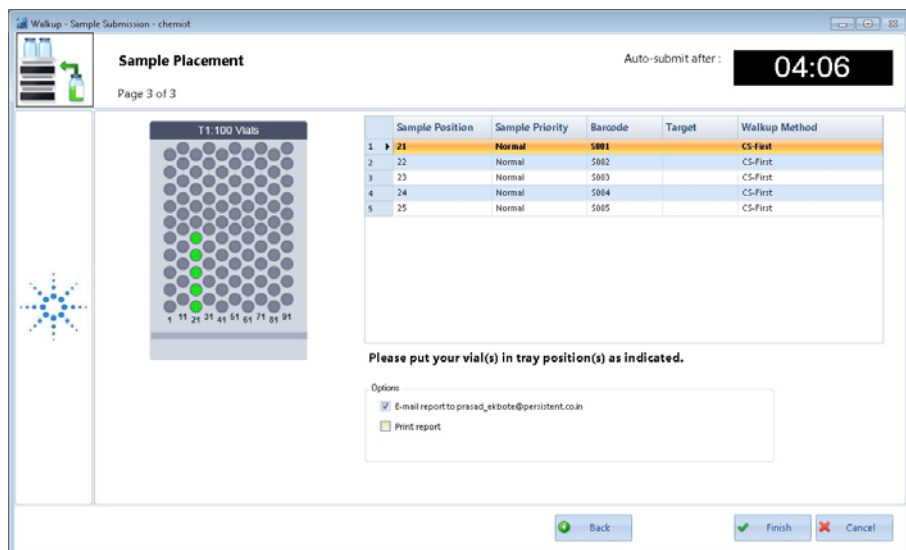 Walkup - Sample Submission - chemist
Sample Placement
Auto-submit after :
04:06
Page 3 of 3
T1:100 Vials
1 11 21 31 41 51 61 71 81 91
Sample Position Sample Priority Barcode Target Walkup Method
1 21 Normal S001 CS-First
2 22 Normal S002 CS-First
3 23 Normal S003 CS-First
4 24 Normal S004 CS-First
5 25 Normal S005 CS-First
Please put your vial(s) in tray position(s) as indicated.
Options
E-mail report to prasad_ekbote@persistent.co.in
Print report
Back Finish Cancel